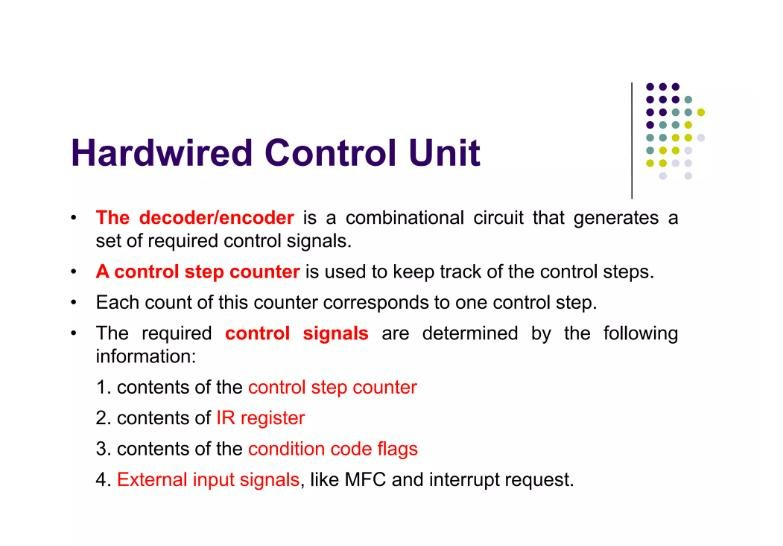 Hardwired Control Unit
• The decoder/encoder is a combinational circuit that generates a
set of required control signals.
• A control step counter is used to keep track of the control steps.
• Each count of this counter corresponds to one control step.
• The required control signals are determined by the following
information:
1. contents of the control step counter
2. contents of IR register
3. contents of the condition code flags
4. External input signals, like MFC and interrupt request.